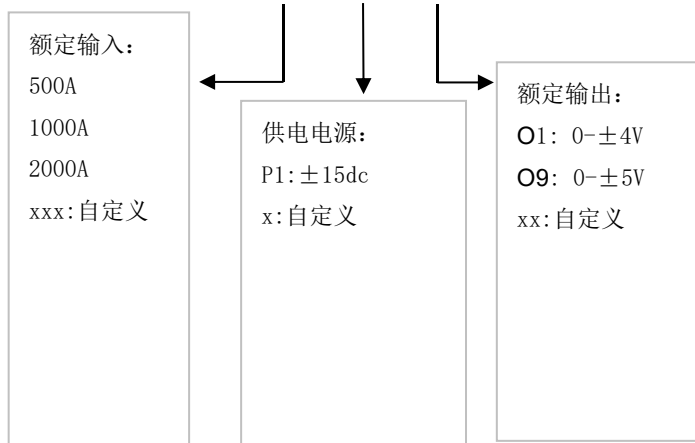 额定输入：
500A
1000A
2000A
xxx:自定义
供电电源：
P1:±15dc
x:自定义
额定输出：
O1: 0-±4V
O9: 0-±5V
xx:自定义